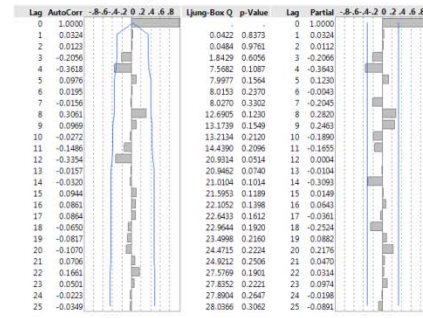 Lag AutoCorr -.8-.6-.4-.2 0 .2 .4 .6 .8 Ljung-Box Q p-Value Lag Partial -.8-.6-.4-.2 0 .2 .4 .6 .8
0 1.0000 . . 0 1.0000
1 0.0324 0.0422 0.8373 1 0.0324
2 0.0123 0.0484 0.9761 2 0.0112
3 -0.2056 1.8429 0.6056 3 -0.2066
4 -0.3618 7.5682 0.1087 4 -0.3643
5 0.0976 7.9977 0.1564 5 0.1230
6 0.0195 8.0153 0.2370 6 -0.0043
7 -0.0156 8.0270 0.3302 7 -0.2045
8 0.3061 12.6905 0.1230 8 0.2820
9 0.0969 13.1739 0.1549 9 0.2463
10 -0.0272 13.2134 0.2120 10 -0.1890
11 -0.1486 14.4390 0.2096 11 -0.1655
12 -0.3354 20.9314 0.0514 12 0.0004
13 -0.0157 20.9462 0.0740 13 -0.0104
14 -0.0320 21.0101 0.1014 14 -0.3093
15 0.0944 21.5953 0.1189 15 0.0149
16 0.0861 22.1052 0.1398 16 0.0643
17 0.0864 22.6433 0.1612 17 -0.0361
18 -0.0650 22.9644 0.1920 18 -0.2524
19 -0.0817 23.4998 0.2160 19 0.0882
20 -0.1070 24.4715 0.2224 20 0.2176
21 0.0706 24.9212 0.2506 21 0.0470
22 0.1661 27.5769 0.1901 22 0.0314
23 0.0501 27.8352 0.2221 23 0.0974
24 -0.0223 27.8904 0.2647 24 -0.0198
25 -0.0349 28.0366 0.3062 25 -0.0891